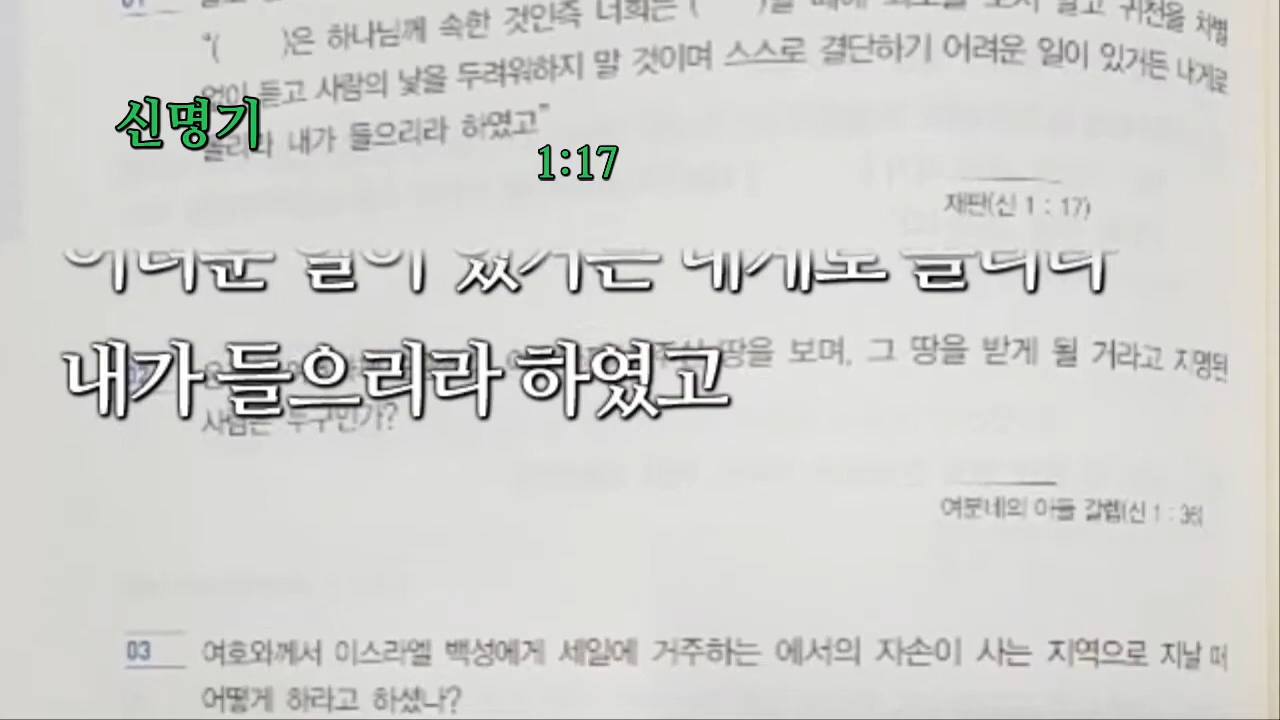 01
"( )은 하나님께 속한 것인즉 너희는 ( )할 때에 외모를 보지 말고 귀천을 차별
없이 듣고 사람의 낯을 두려워하지 말 것이며 스스로 결단하기 어려운 일이 있거든 내게로
돌리라 내가 들으리라 하였고"
신명기
1:17
재판(신 1 : 17)
어려운 일이 있거든 내게로 돌리라
내가 들으리라 하였고
땅을 보며, 그 땅을 받게 될 거라고 지명된
사람은 누구인가?
여분네의 아들 갈렙(신 1 : 36)
03 여호와께서 이스라엘 백성에게 세일에 거주하는 에서의 자손이 사는 지역으로 지날 때
어떻게 하라고 하셨나?